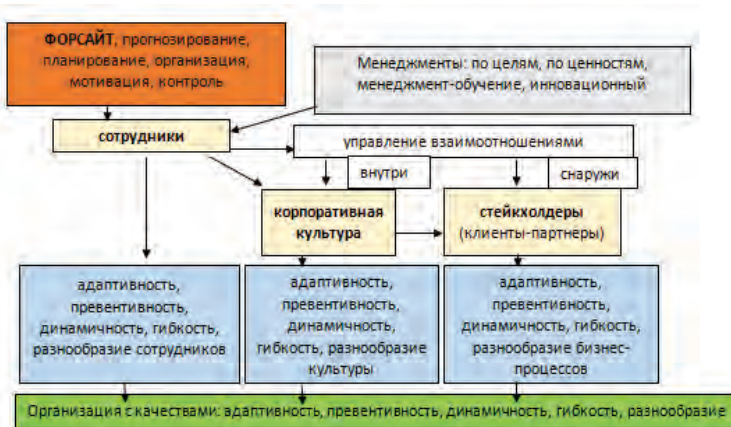 ФОРСАЙТ, прогнозирование,
планирование, организация,
мотивация, контроль
Менеджменты: по целям, по ценностям,
менеджмент-обучение, инновационный
сотрудники
управление взаимоотношениями
внутри
снаружи
корпоративная
культура
стейкхолдеры
(клиенты-партнеры)
адаптивность,
превентивность,
динамичность, гибкость,
разнообразие сотрудников
адаптивность,
превентивность,
динамичность,
гибкость, разнообразие
культуры
адаптивность,
превентивность,
динамичность, гибкость,
разнообразие бизнес-
процессов
Организация с качествами: адаптивность, превентивность, динамичность, гибкость, разнообразие